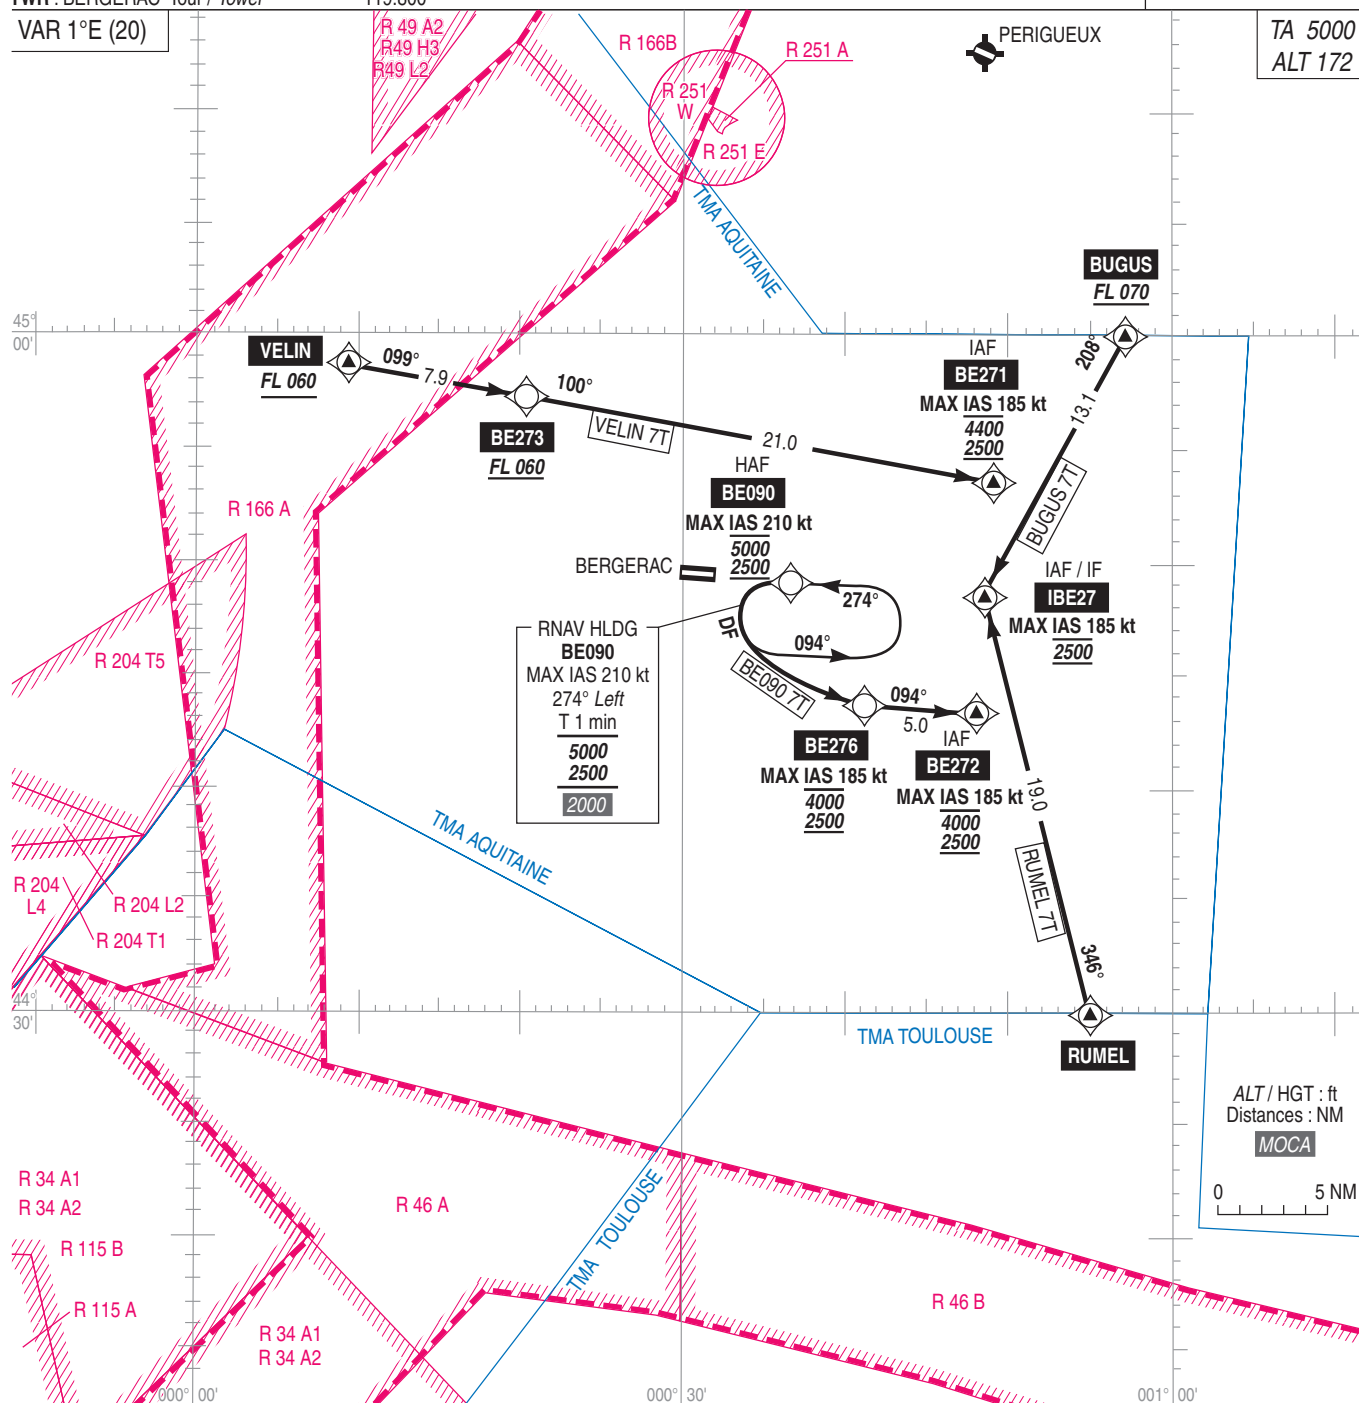 TWR : BERGERAC Tour / Tower 119.800
VAR 1°E (20)
TA 5000
ALT 172
R 49 A2
R49 H3
R49 L2
R 166B
R 251 A
PERIGUEUX
R 251
W
R 251 E
TMA AQUITAINE
BUGUS
FL 070
45°
00'
VELIN
FL 060
099°
7.9
100°
BE273
FL 060
VELIN 7T
21.0
IAF
BE271
MAX IAS 185 kt
4400
2500
208°
13.1
BUGUS 7T
HAF
BE090
MAX IAS 210 kt
5000
2500
R 166 A
BERGERAC
274°
094°
DF
BE090 7T
IAF / IF
IBE27
MAX IAS 185 kt
2500
RNAV HLDG
BE090
MAX IAS 210 kt
274° Left
T 1 min
5000
2500
2000
R 204 T5
094°
5.0
BE276
MAX IAS 185 kt
4000
2500
IAF
BE272
MAX IAS 185 kt
4000
2500
19.0
RUMEL 7T
346°
TMA AQUITAINE
R 204
L4
R 204 L2
R 204 T1
44°
30'
TMA TOULOUSE
RUMEL
ALT / HGT : ft
Distances : NM
MOCA
0 5 NM
R 34 A1
R 34 A2
R 46 A
TMA TOULOUSE
R 115 B
R 115 A
R 34 A1
R 34 A2
R 46 B
000° 00'
000° 30'
001° 00'